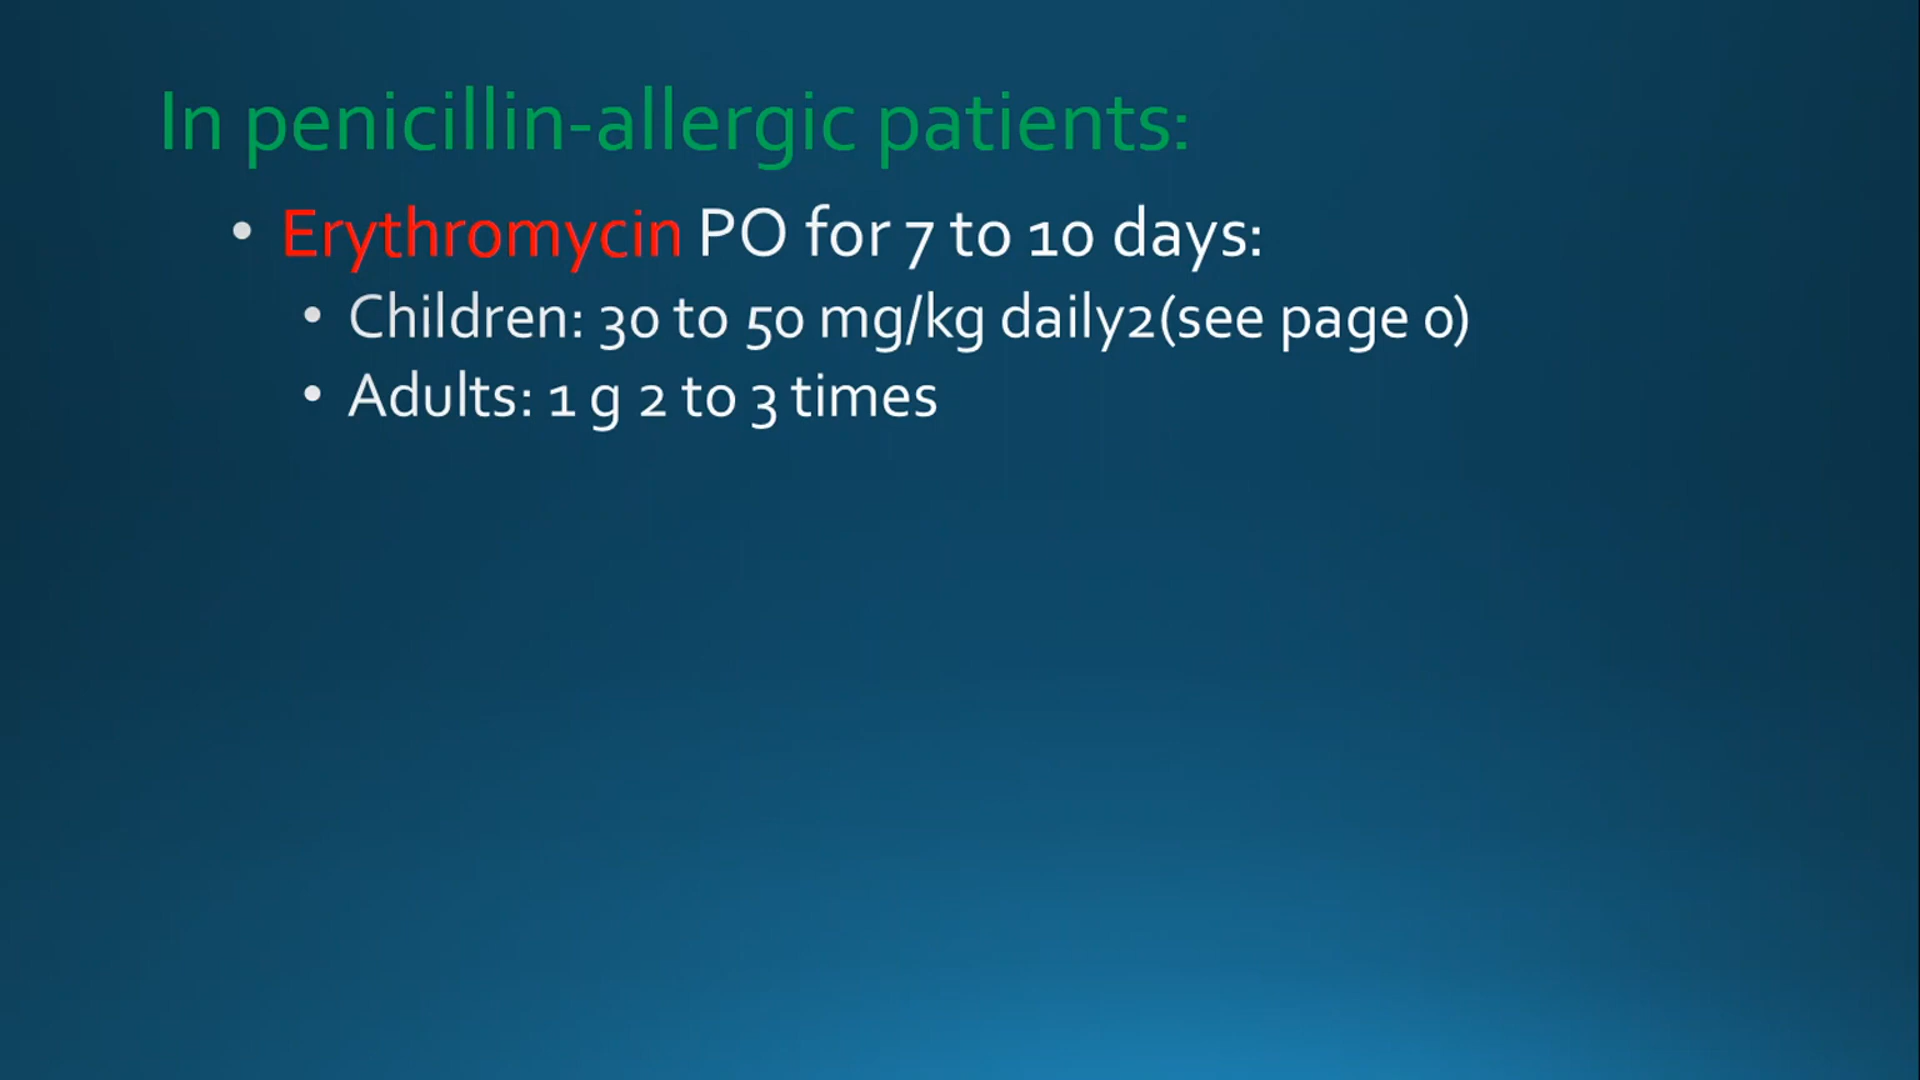 In penicillin-allergic patients:
• Erythromycin PO for 7 to 10 days:
• Children: 30 to 50 mg/kg daily2(see page 0)
• Adults: 1 g 2 to 3 times